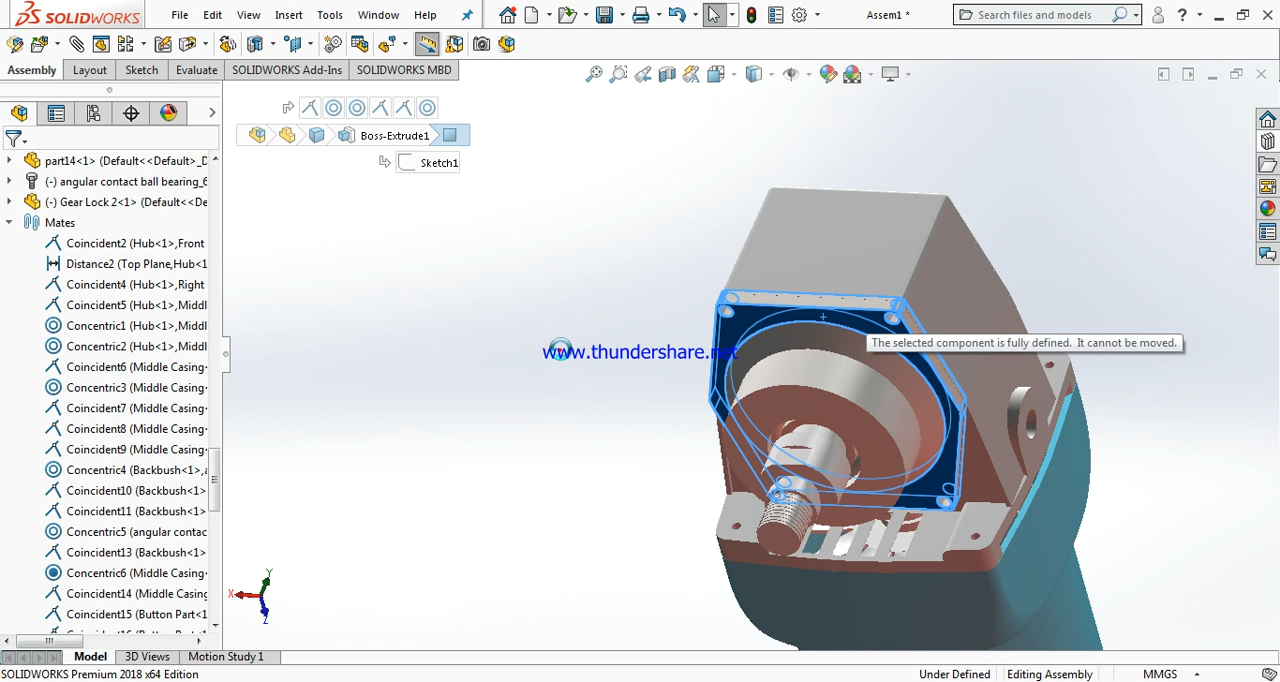 SOLIDWORKS File Edit View Insert Tools Window Help Assem1 * Search files and models
Assembly Layout Sketch Evaluate SOLIDWORKS Add-Ins SOLIDWORKS MBD
Boss-Extrude1
Sketch1
part14<1> (Default<<Default>_D
(-) angular contact ball bearing_6
(-) Gear Lock 2<1> (Default<<De
Mates
Coincident2 (Hub<1>,Front
Distance2 (Top Plane,Hub<1
Coincident4 (Hub<1>,Right
Coincident5 (Hub<1>,Middl
Concentric1 (Hub<1>,Middl
Concentric2 (Hub<1>,Middl
Coincident6 (Middle Casing
Concentric3 (Middle Casing
Coincident7 (Middle Casing
Coincident8 (Middle Casing
Coincident9 (Middle Casing
Concentric4 (Backbush<1>,a
Coincident10 (Backbush<1>
Coincident11 (Backbush<1>
Concentric5 (angular contac
Coincident13 (Backbush<1>
Concentric6 (Middle Casing
Coincident14 (Middle Casing
Coincident15 (Button Part<1
The selected component is fully defined. It cannot be moved.
www.thundershare.net
X
Y
Z
Model 3D Views Motion Study 1
SOLIDWORKS Premium 2018 x64 Edition Under Defined Editing Assembly MMGS